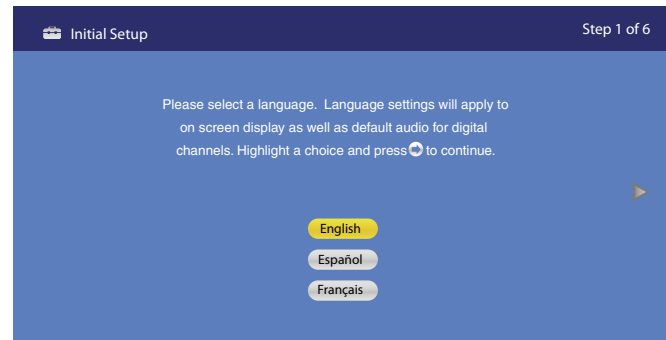 Initial Setup
Step 1 of 6
Please select a language. Language settings will apply to
on screen display as well as default audio for digital
channels. Highlight a choice and press to continue.
English
Español
Français